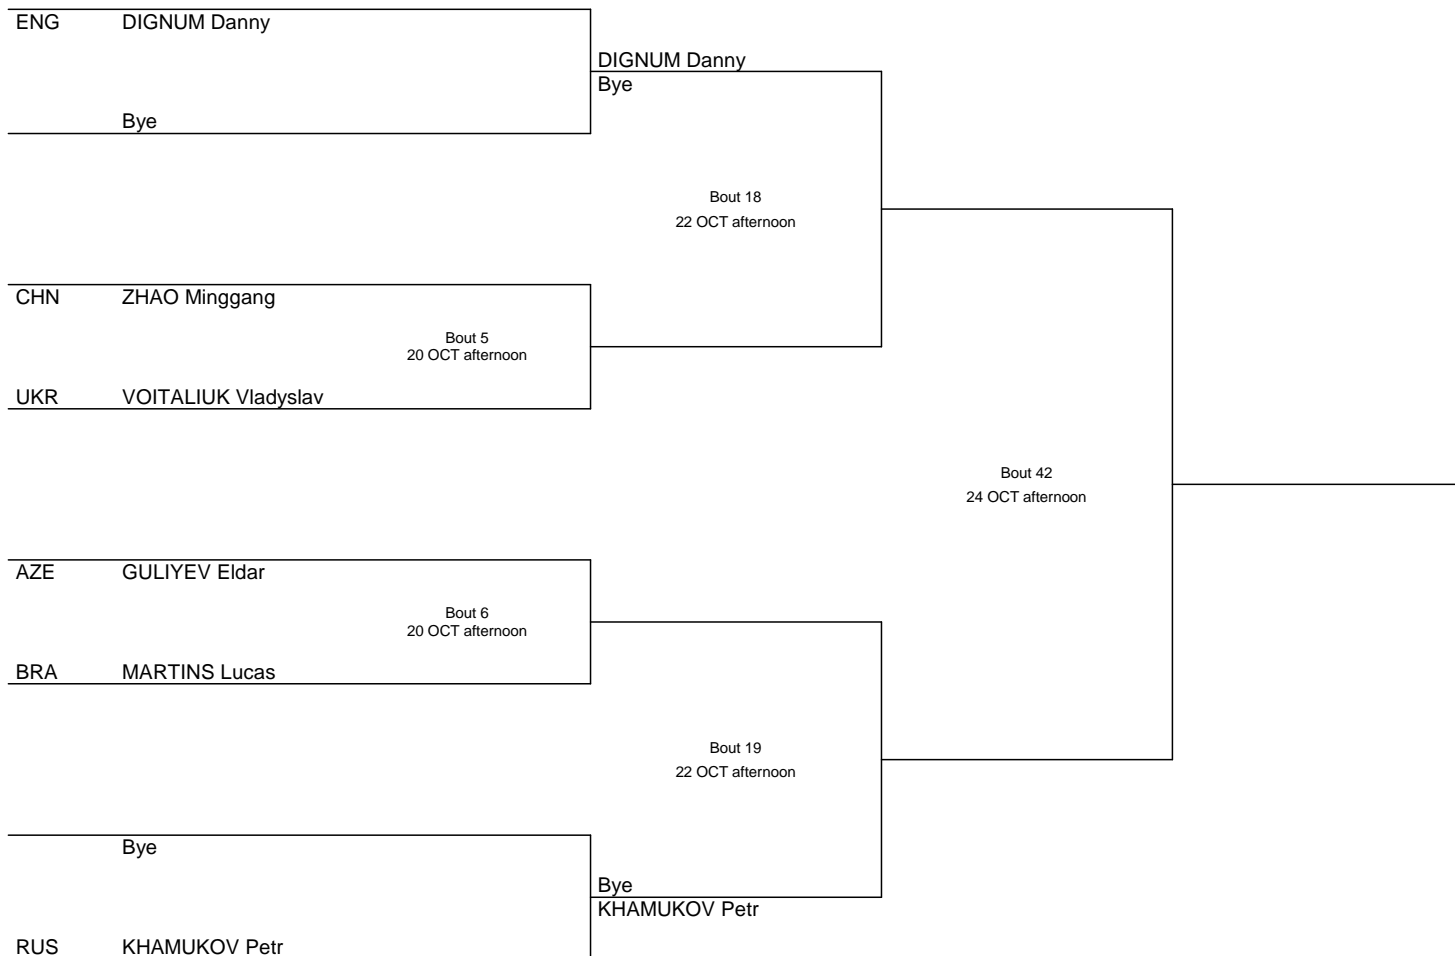 ENG DIGNUM Danny
DIGNUM Danny
Bye
Bye
Bout 18
22 OCT afternoon
CHN ZHAO Minggang
Bout 5
20 OCT afternoon
UKR VOITALIUK Vladyslav
Bout 42
24 OCT afternoon
AZE GULIYEV Eldar
Bout 6
20 OCT afternoon
BRA MARTINS Lucas
Bout 19
22 OCT afternoon
Bye
Bye
KHAMUKOV Petr
RUS KHAMUKOV Petr